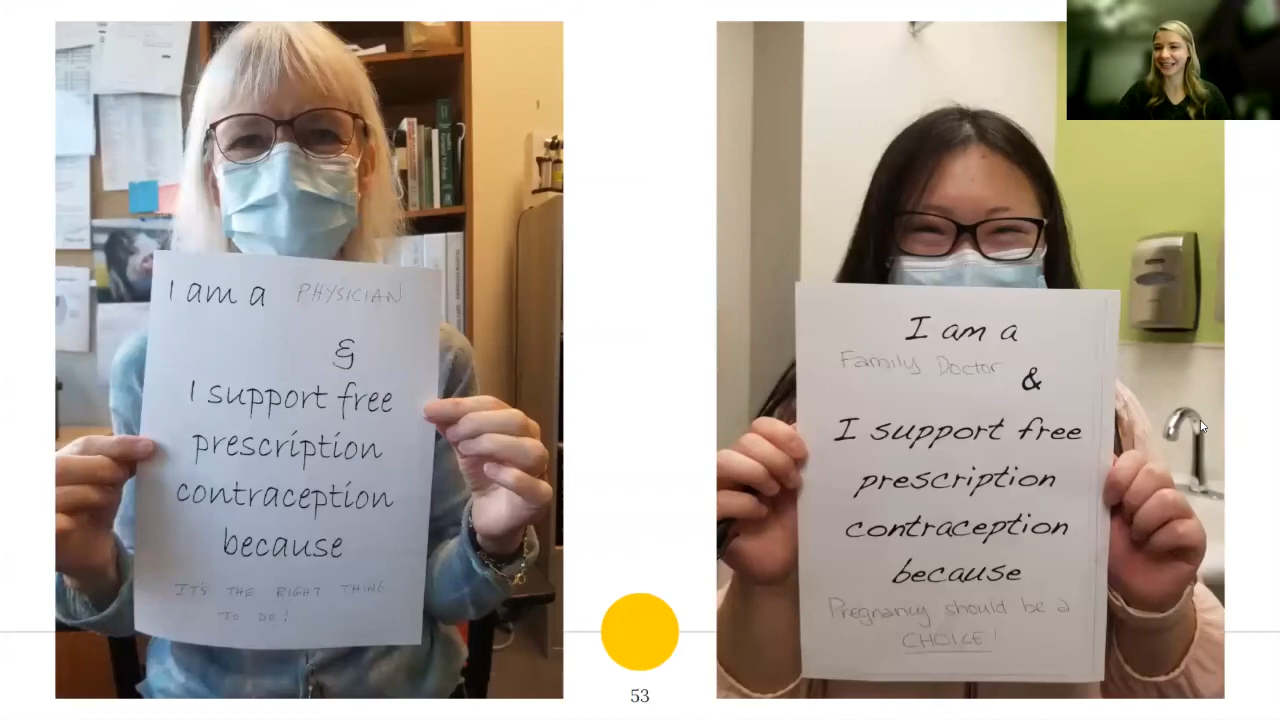 I am a PHYSICIAN
&
I support free
prescription
contraception
because
IT'S THE RIGHT THING
TO DO!
I am a
Family Doctor
&
I support free
prescription
contraception
because
Pregnancy should be a
CHOICE!
53